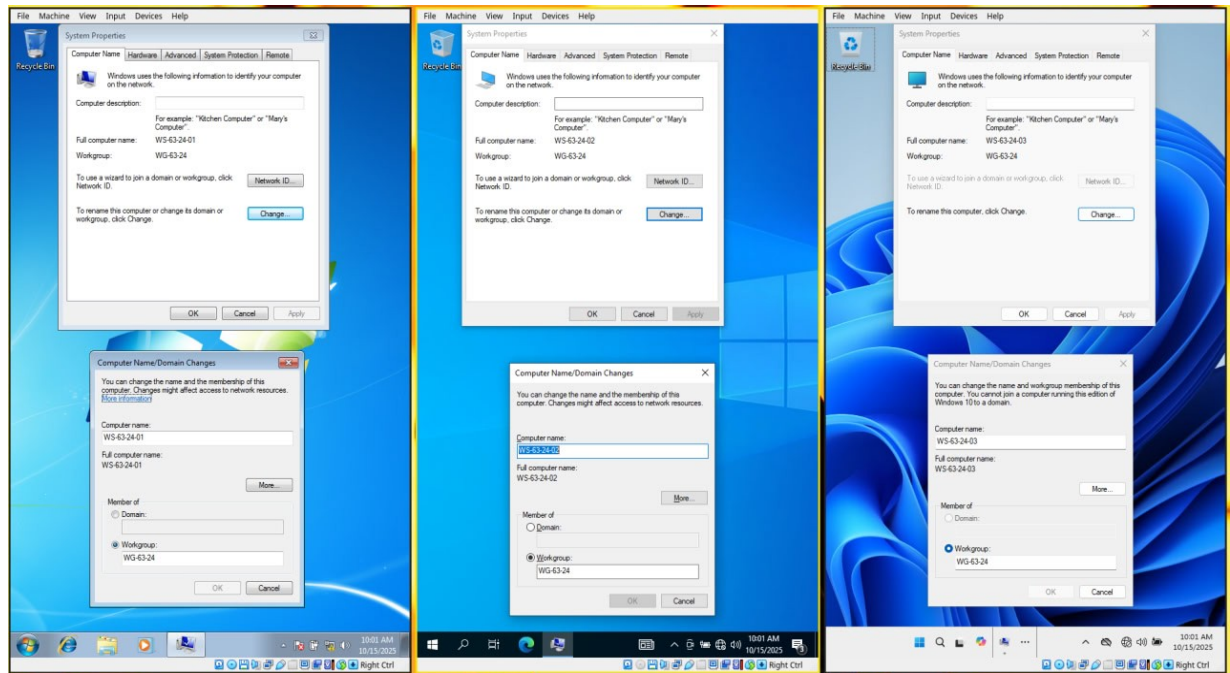 File Machine View Input Devices Help
Recycle Bin
System Properties
Computer Name Hardware Advanced System Protection Remote
Windows uses the following information to identify your computer
on the network.
Computer description:
For example: "Kitchen Computer" or "Mary's
Computer".
Full computer name: WS-63-24-01
Workgroup: WG-63-24
To use a wizard to join a domain or workgroup, click
Network ID.
Network ID...
To rename this computer or change its domain or
workgroup, click Change.
Change...
OK Cancel Apply
Computer Name/Domain Changes
You can change the name and the membership of this
computer. Changes might affect access to network resources.
More information
Computer name:
WS-63-24-01
Full computer name:
WS-63-24-01
More...
Member of
Domain:
Workgroup:
WG-63-24
OK Cancel
10:01 AM
10/15/2025
Right Ctrl
File Machine View Input Devices Help
Recycle Bin
System Properties
Computer Name Hardware Advanced System Protection Remote
Windows uses the following information to identify your computer
on the network.
Computer description:
For example: "Kitchen Computer" or "Mary's
Computer".
Full computer name: WS-63-24-02
Workgroup: WG-63-24
To use a wizard to join a domain or workgroup, click
Network ID.
Network ID...
To rename this computer or change its domain or
workgroup, click Change.
Change...
OK Cancel Apply
Computer Name/Domain Changes
You can change the name and the membership of this
computer. Changes might affect access to network resources.
Computer name:
WS-63-24-02
Full computer name:
WS-63-24-02
More...
Member of
Domain:
Workgroup:
WG-63-24
OK Cancel
10:01 AM
10/15/2025
Right Ctrl
File Machine View Input Devices Help
Recycle Bin
System Properties
Computer Name Hardware Advanced System Protection Remote
Windows uses the following information to identify your computer
on the network.
Computer description:
For example: "Kitchen Computer" or "Mary's
Computer".
Full computer name: WS-63-24-03
Workgroup: WG-63-24
To use a wizard to join a domain or workgroup, click
Network ID.
Network ID...
To rename this computer, click Change.
Change...
OK Cancel Apply
Computer Name/Domain Changes
You can change the name and workgroup membership of this
computer. You cannot join a computer running this edition of
Windows 10 to a domain.
Computer name:
WS-63-24-03
Full computer name:
WS-63-24-03
More...
Member of
Domain:
Workgroup:
WG-63-24
OK Cancel
10:01 AM
10/15/2025
Right Ctrl